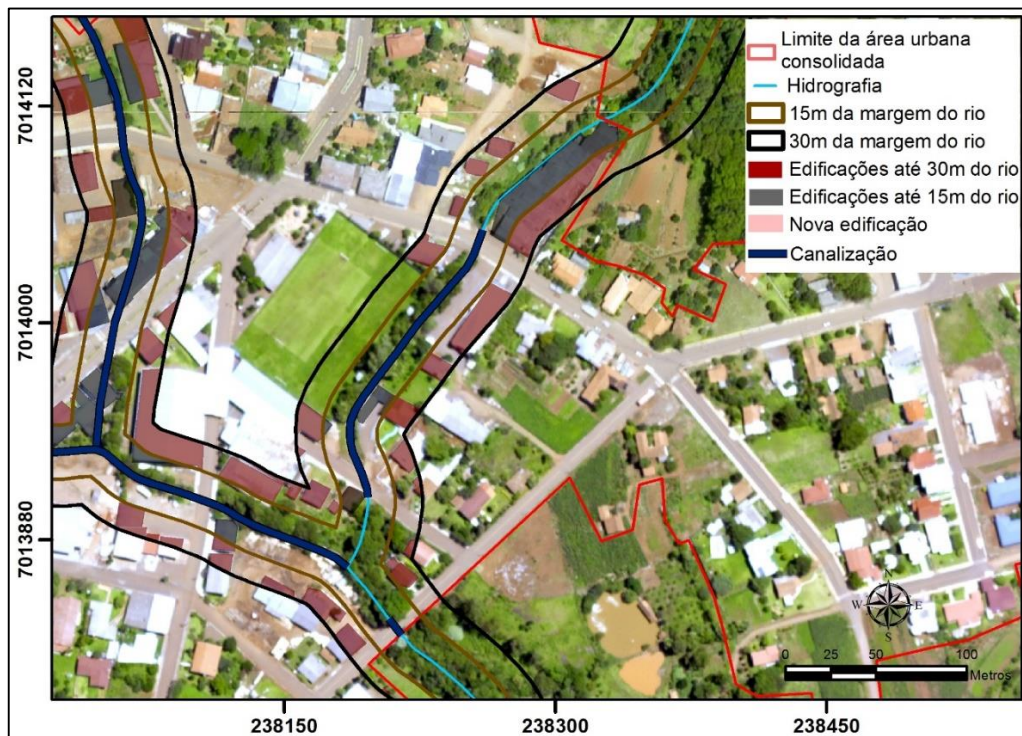 Limite da área urbana
consolidada
Hidrografia
15m da margem do rio
30m da margem do rio
Edificações até 30m do rio
Edificações até 15m do rio
Nova edificação
Canalização
7014120
7014000
7013880
N
W E
S
0 25 50 100
Metros
238150 238300 238450